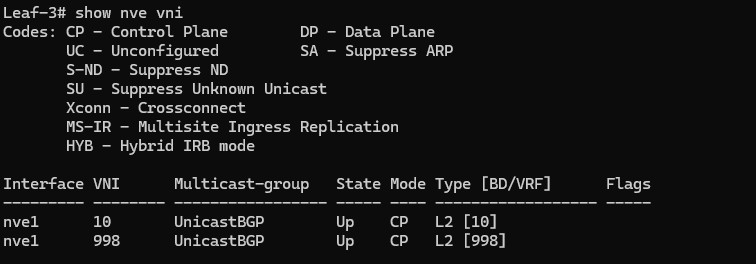 Leaf-3# show nve vni
Codes: CP - Control Plane        DP - Data Plane
       UC - Unconfigured         SA - Suppress ARP
       S-ND - Suppress ND
       SU - Suppress Unknown Unicast
       Xconn - Crossconnect
       MS-IR - Multisite Ingress Replication
       HYB - Hybrid IRB mode

Interface VNI      Multicast-group   State Mode Type [BD/VRF]      Flags
--------- -------- ----------------- ----- ---- ------------------ -----
nve1      10       UnicastBGP        Up    CP   L2 [10]
nve1      998      UnicastBGP        Up    CP   L2 [998]